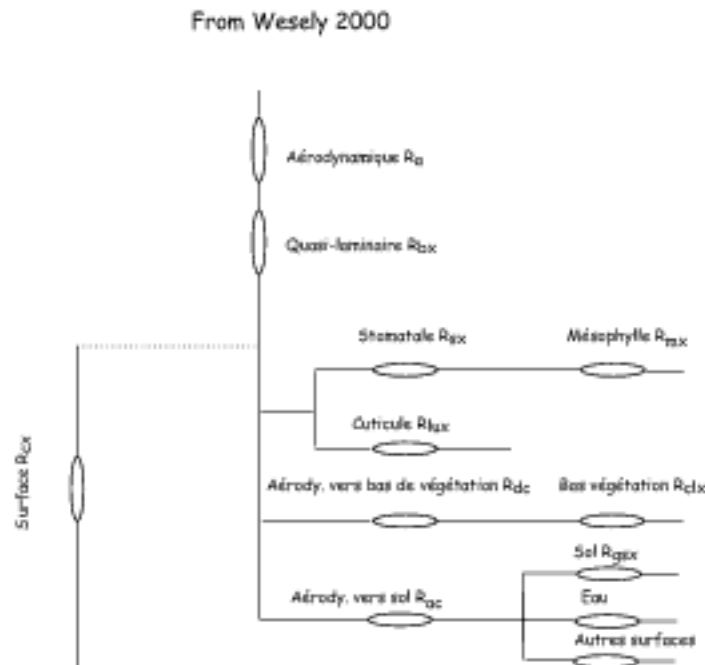 From Wesely 2000
Aérodynamique Ra
Quasi-laminaire Rbx
Stomatale Rsx
Mésophylle Rmx
Cuticule Rlux
Surface Rcx
Aérody. vers bas de végétation Rdc
Bas végétation Rclx
Sol Rgsx
Aérody. vers sol Rac
Eau
Autres surfaces